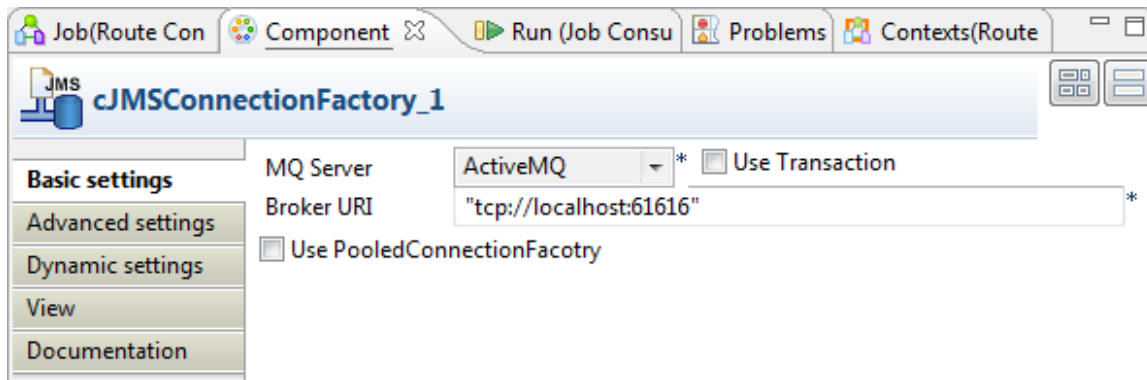 Job(Route Con Component Run (Job Consu Problems Contexts(Route
JMS
cJMSConnectionFactory_1
Basic settings
Advanced settings
Dynamic settings
View
Documentation
MQ Server ActiveMQ * Use Transaction
Broker URI "tcp://localhost:61616" *
Use PooledConnectionFacotry